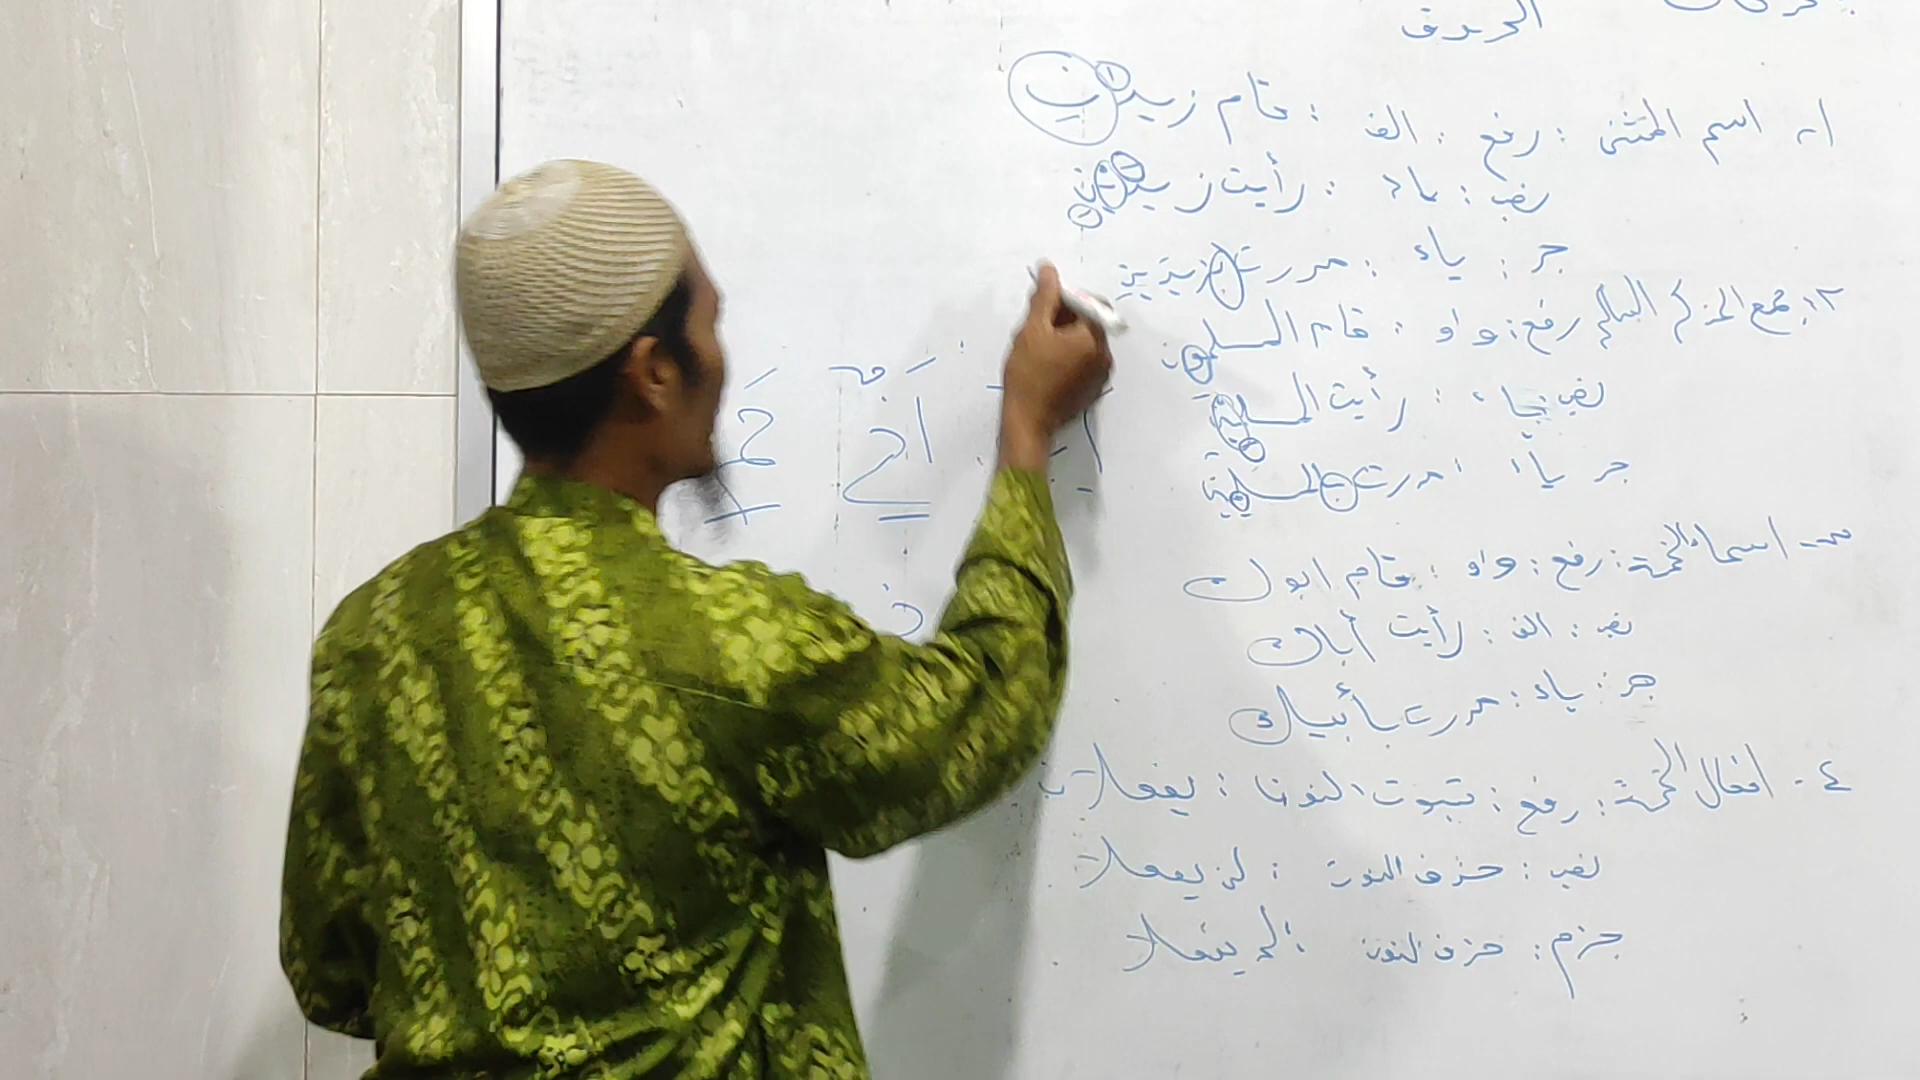 الحروف
١- اسم المثنى : رفع : الف : قام زيدان
نصب : ياء : رأيت زيدين
جر : ياء : مررت بزيدين
٢- جمع المذكر السالم رفع : واو : قام المسلمون
نصب : ياء : رأيت المسلمين
جر ياء : مررت بالمسلمين
٣- اسماء الخمسة : رفع : واو : قام ابوك
نصب : الف : رأيت أباك
جر : ياء : مررت بأبيك
٤- افعال الخمسة : رفع : ثبوت النون : يفعلان
نصب : حذف النون : لن يفعلا
جزم : حذف النون : لم يفعلا